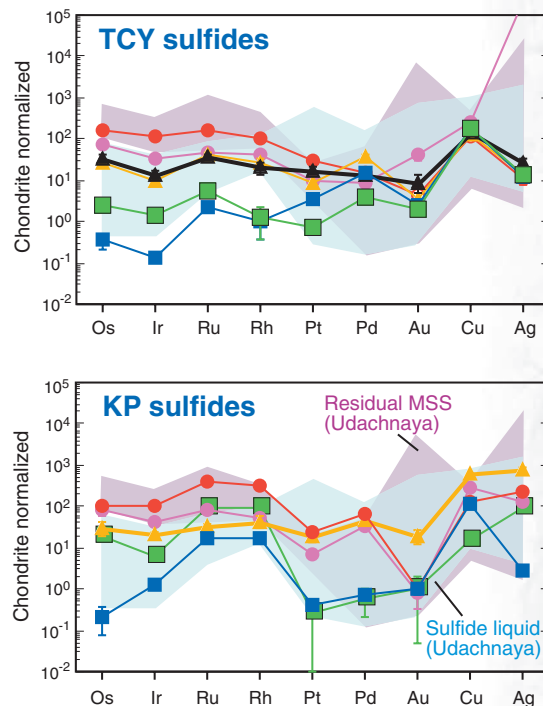 TCY sulfides
Chondrite normalized
10^5
10^4
10^3
10^2
10^1
10^0
10^-1
10^-2
Os Ir Ru Rh Pt Pd Au Cu Ag
KP sulfides
Chondrite normalized
10^5
10^4
10^3
10^2
10^1
10^0
10^-1
10^-2
Residual MSS
(Udachnaya)
Sulfide liquid
(Udachnaya)
Os Ir Ru Rh Pt Pd Au Cu Ag